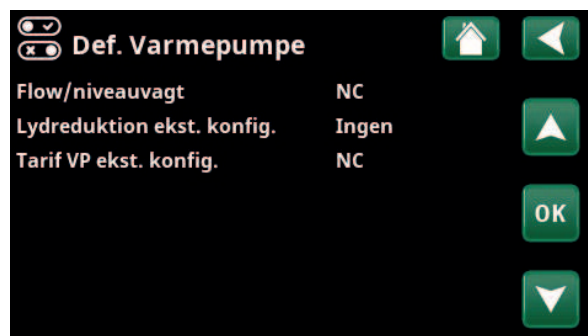 Def. Varmepumpe
Flow/niveauvagt NC
Lydreduktion ekst. konfig. Ingen
Tarif VP ekst. konfig. NC
OK